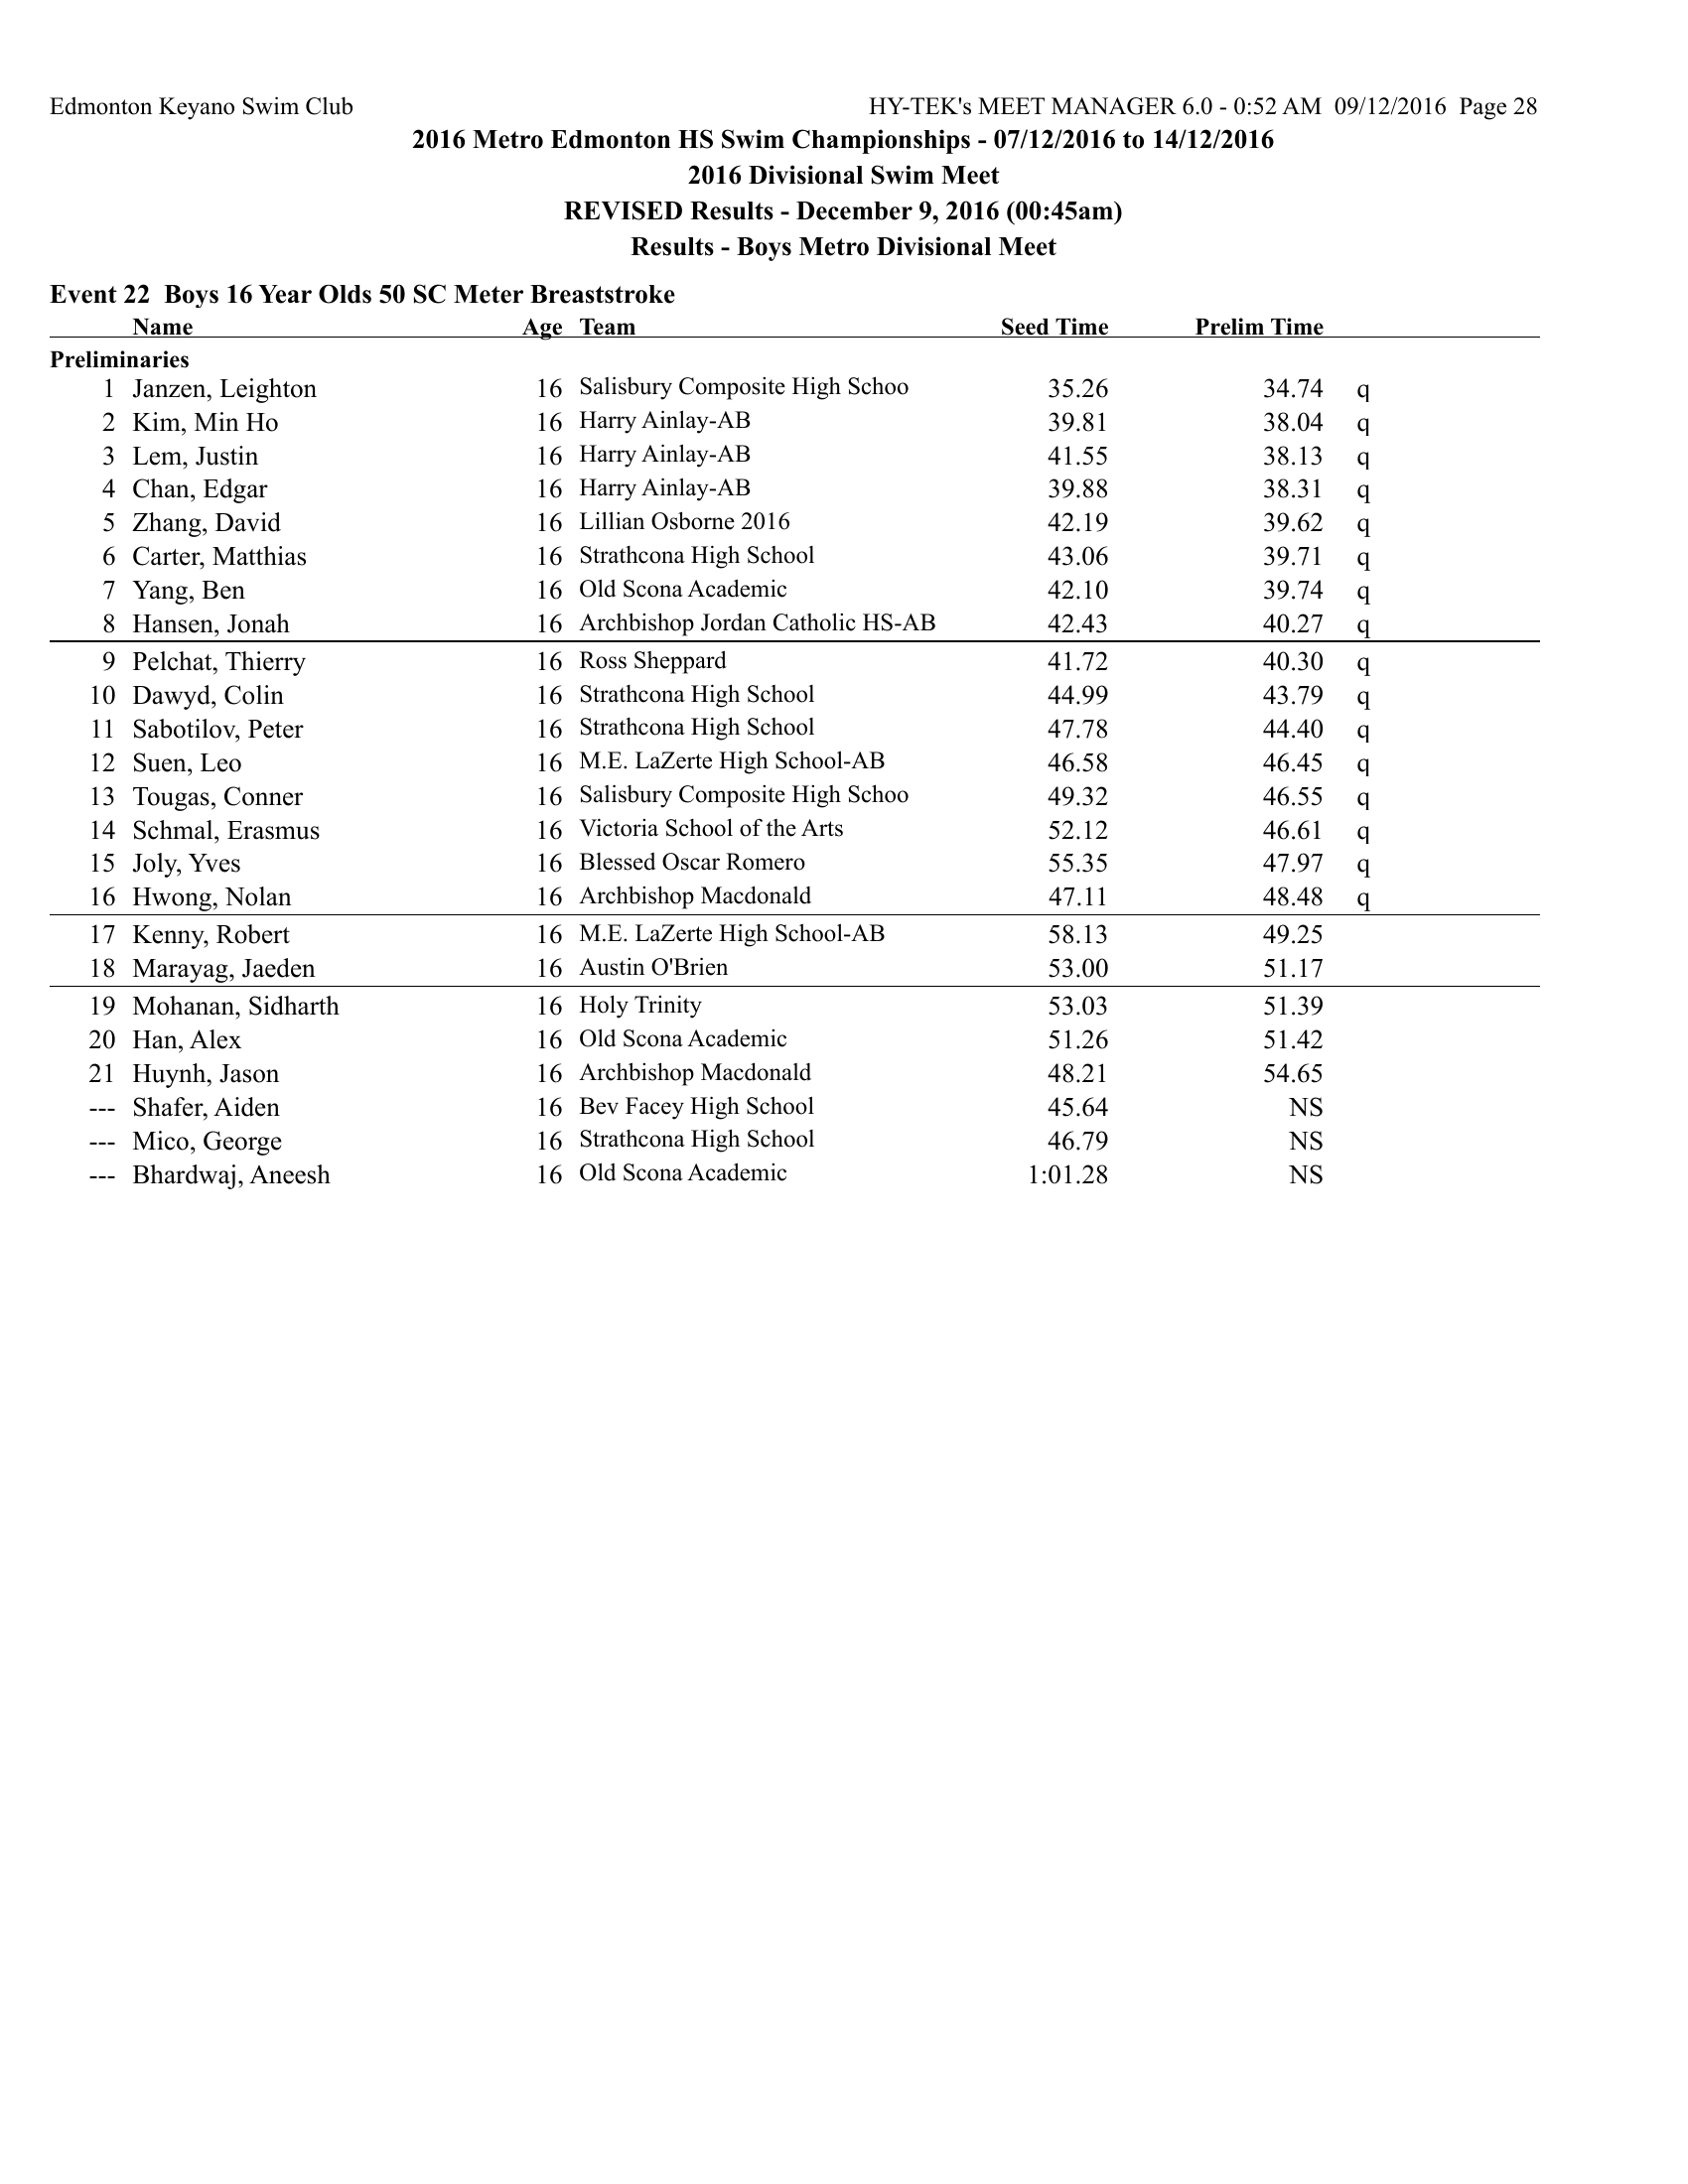 Edmonton Keyano Swim Club HY-TEK's MEET MANAGER 6.0 - 0:52 AM 09/12/2016 Page 28
2016 Metro Edmonton HS Swim Championships - 07/12/2016 to 14/12/2016
2016 Divisional Swim Meet
REVISED Results - December 9, 2016 (00:45am)
Results - Boys Metro Divisional Meet
Event 22 Boys 16 Year Olds 50 SC Meter Breaststroke
Name Age Team Seed Time Prelim Time
Preliminaries
1 Janzen, Leighton 16 Salisbury Composite High Schoo 35.26 34.74 q
2 Kim, Min Ho 16 Harry Ainlay-AB 39.81 38.04 q
3 Lem, Justin 16 Harry Ainlay-AB 41.55 38.13 q
4 Chan, Edgar 16 Harry Ainlay-AB 39.88 38.31 q
5 Zhang, David 16 Lillian Osborne 2016 42.19 39.62 q
6 Carter, Matthias 16 Strathcona High School 43.06 39.71 q
7 Yang, Ben 16 Old Scona Academic 42.10 39.74 q
8 Hansen, Jonah 16 Archbishop Jordan Catholic HS-AB 42.43 40.27 q
9 Pelchat, Thierry 16 Ross Sheppard 41.72 40.30 q
10 Dawyd, Colin 16 Strathcona High School 44.99 43.79 q
11 Sabotilov, Peter 16 Strathcona High School 47.78 44.40 q
12 Suen, Leo 16 M.E. LaZerte High School-AB 46.58 46.45 q
13 Tougas, Conner 16 Salisbury Composite High Schoo 49.32 46.55 q
14 Schmal, Erasmus 16 Victoria School of the Arts 52.12 46.61 q
15 Joly, Yves 16 Blessed Oscar Romero 55.35 47.97 q
16 Hwong, Nolan 16 Archbishop Macdonald 47.11 48.48 q
17 Kenny, Robert 16 M.E. LaZerte High School-AB 58.13 49.25
18 Marayag, Jaeden 16 Austin O'Brien 53.00 51.17
19 Mohanan, Sidharth 16 Holy Trinity 53.03 51.39
20 Han, Alex 16 Old Scona Academic 51.26 51.42
21 Huynh, Jason 16 Archbishop Macdonald 48.21 54.65
--- Shafer, Aiden 16 Bev Facey High School 45.64 NS
--- Mico, George 16 Strathcona High School 46.79 NS
--- Bhardwaj, Aneesh 16 Old Scona Academic 1:01.28 NS